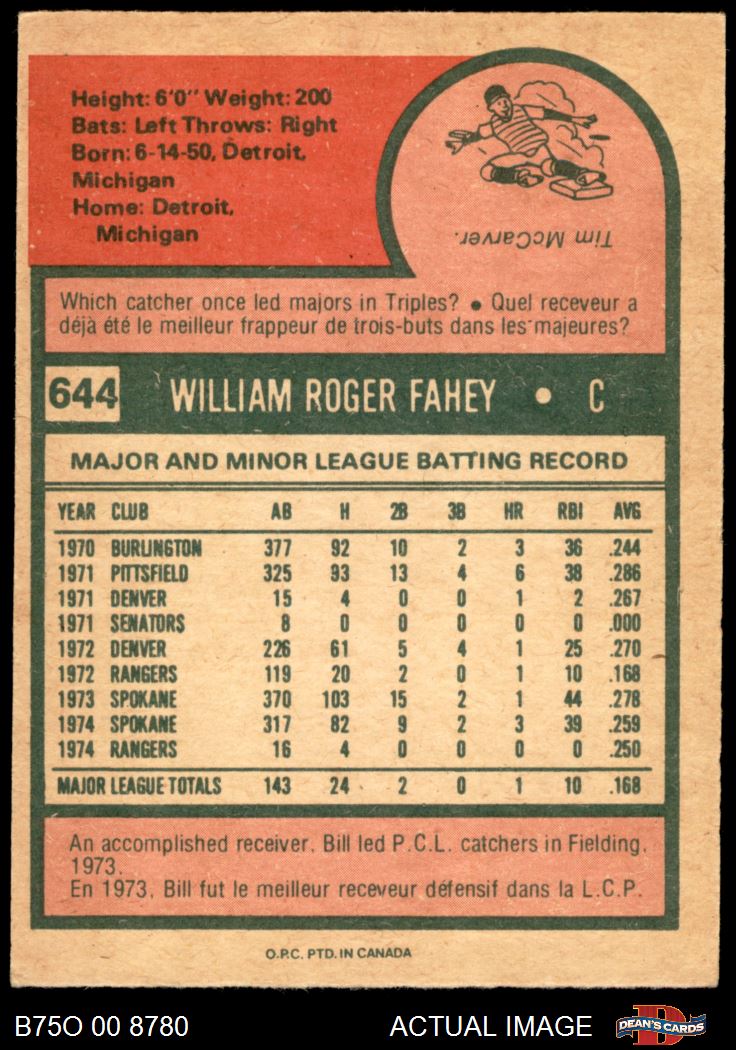 Height: 6'0" Weight: 200
Bats: Left Throws: Right
Born: 6-14-50, Detroit,
Michigan
Home: Detroit,
Michigan
Tim McCarver.
Which catcher once led majors in Triples? ● Quel receveur a
déjà été le meilleur frappeur de trois-buts dans les majeures?
644 WILLIAM ROGER FAHEY ● C
MAJOR AND MINOR LEAGUE BATTING RECORD
YEAR CLUB AB H 2B 3B HR RBI AVG
1970 BURLINGTON 377 92 10 2 3 36 .244
1971 PITTSFIELD 325 93 13 4 6 38 .286
1971 DENVER 15 4 0 0 1 2 .267
1971 SENATORS 8 0 0 0 0 0 .000
1972 DENVER 226 61 5 4 1 25 .270
1972 RANGERS 119 20 2 0 1 10 .168
1973 SPOKANE 370 103 15 2 1 44 .278
1974 SPOKANE 317 82 9 2 3 39 .259
1974 RANGERS 16 4 0 0 0 0 .250
MAJOR LEAGUE TOTALS 143 24 2 0 1 10 .168
An accomplished receiver, Bill led P.C.L. catchers in Fielding,
1973.
En 1973, Bill fut le meilleur receveur défensif dans la L.C.P.
O.P.C. PTD. IN CANADA
B75O 00 8780 ACTUAL IMAGE D DEAN'S CARDS